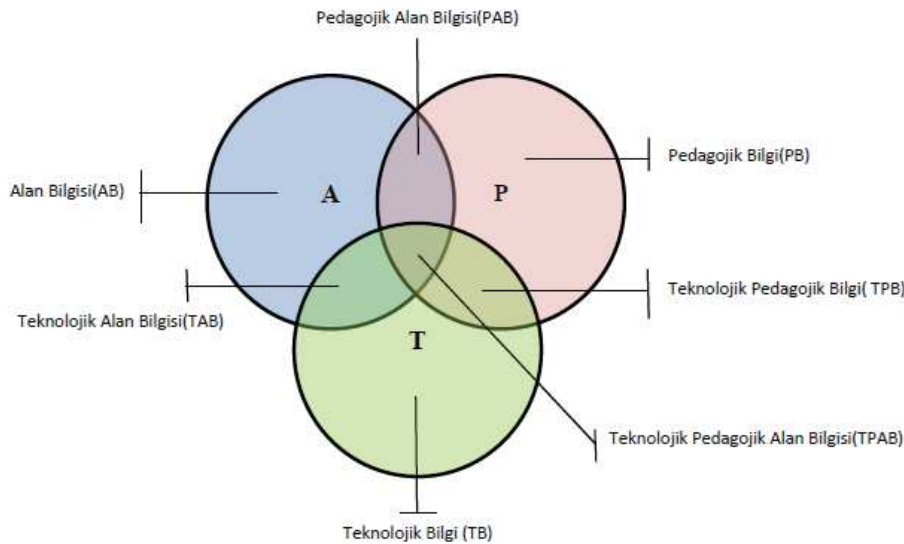 Pedagojik Alan Bilgisi(PAB)
Pedagojik Bilgi(PB)
Alan Bilgisi(AB)
A
P
Teknolojik Pedagojik Bilgi( TPB)
Teknolojik Alan Bilgisi(TAB)
T
Teknolojik Pedagojik Alan Bilgisi(TPAB)
Teknolojik Bilgi (TB)